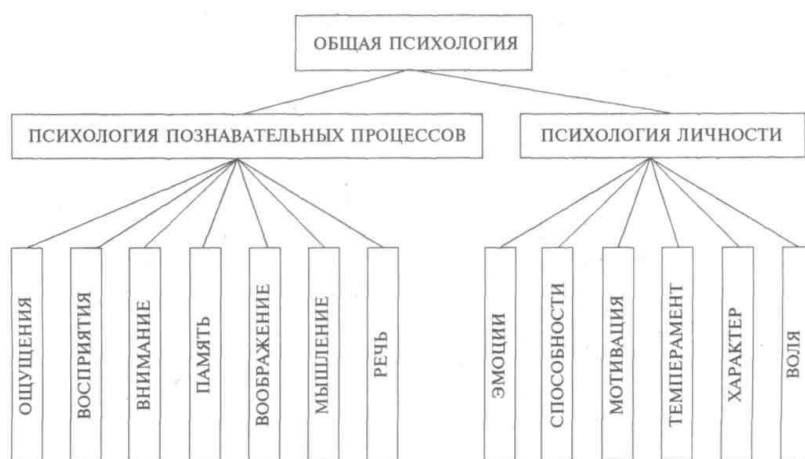 ОБЩАЯ ПСИХОЛОГИЯ
ПСИХОЛОГИЯ ПОЗНАВАТЕЛЬНЫХ ПРОЦЕССОВ
ПСИХОЛОГИЯ ЛИЧНОСТИ
ОЩУЩЕНИЯ
ВОСПРИЯТИЯ
ВНИМАНИЕ
ПАМЯТЬ
ВООБРАЖЕНИЕ
МЫШЛЕНИЕ
РЕЧЬ
ЭМОЦИИ
СПОСОБНОСТИ
МОТИВАЦИЯ
ТЕМПЕРАМЕНТ
ХАРАКТЕР
ВОЛЯ